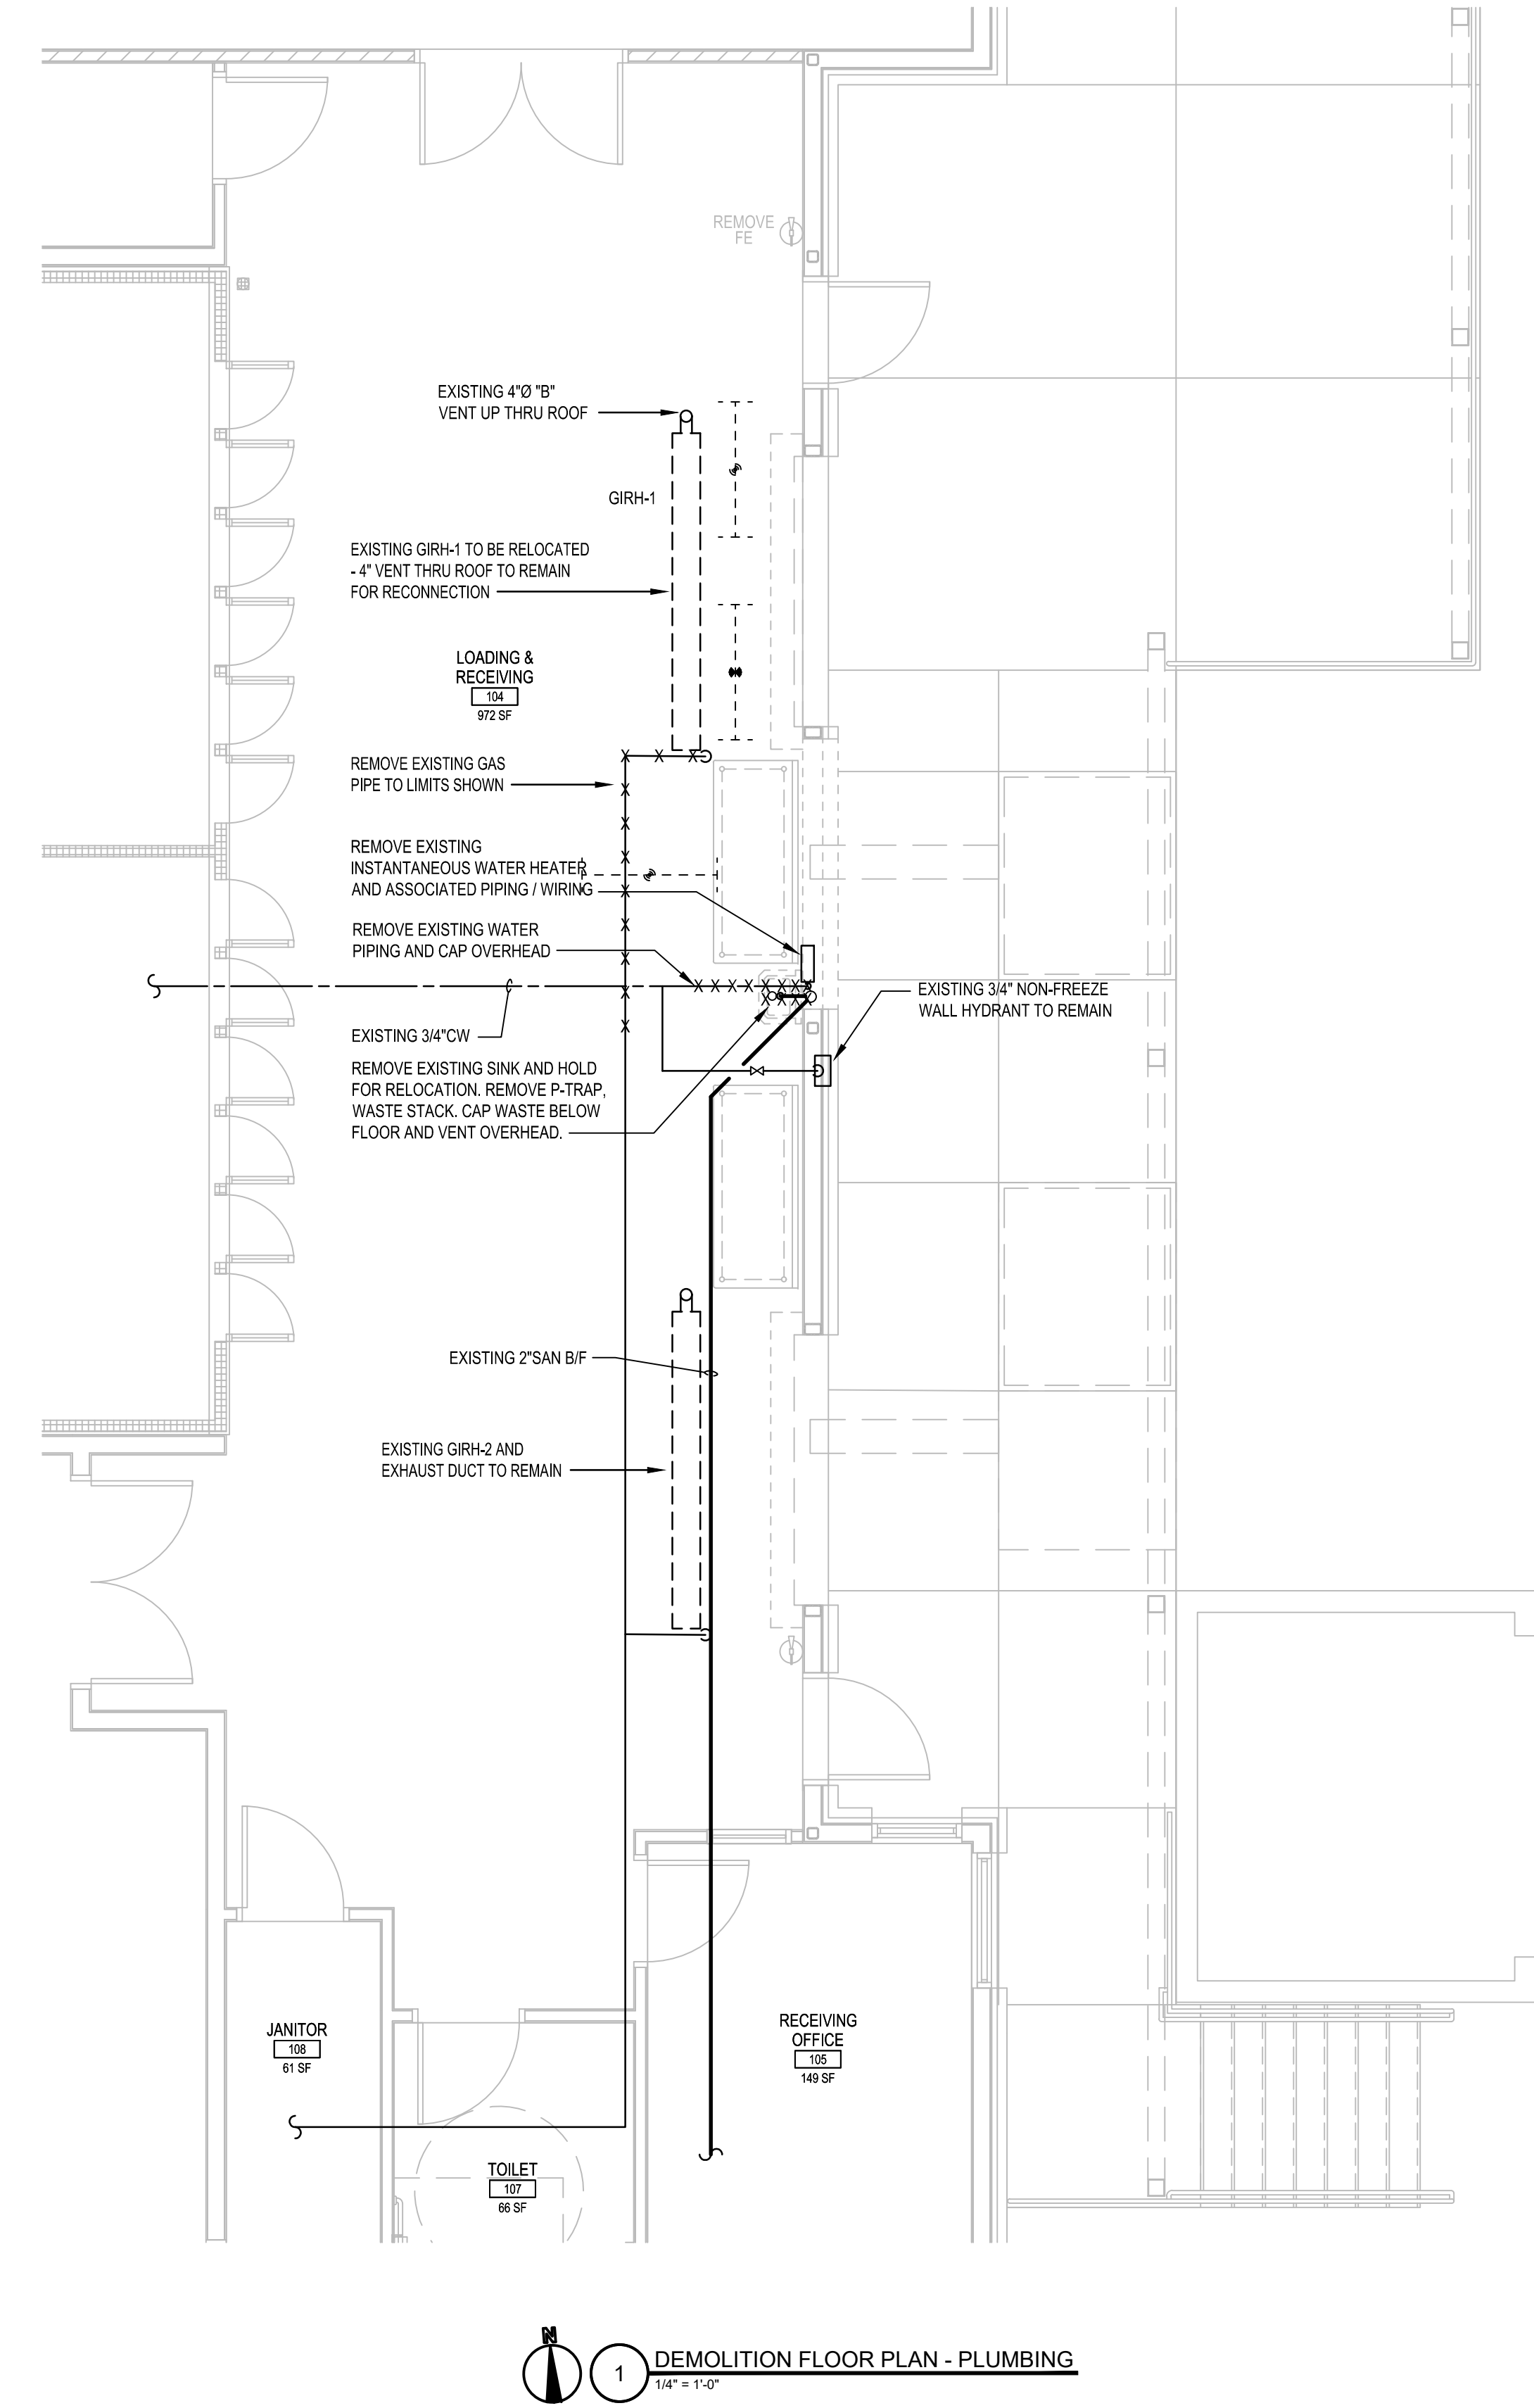 REMOVE
FE
EXISTING 4"Ø "B"
VENT UP THRU ROOF
GIRH-1
EXISTING GIRH-1 TO BE RELOCATED
- 4" VENT THRU ROOF TO REMAIN
FOR RECONNECTION
LOADING &
RECEIVING
104
972 SF
REMOVE EXISTING GAS
PIPE TO LIMITS SHOWN
REMOVE EXISTING
INSTANTANEOUS WATER HEATER
AND ASSOCIATED PIPING / WIRING
REMOVE EXISTING WATER
PIPING AND CAP OVERHEAD
EXISTING 3/4" NON-FREEZE
WALL HYDRANT TO REMAIN
EXISTING 3/4"CW
REMOVE EXISTING SINK AND HOLD
FOR RELOCATION. REMOVE P-TRAP,
WASTE STACK. CAP WASTE BELOW
FLOOR AND VENT OVERHEAD.
EXISTING 2"SAN B/F
EXISTING GIRH-2 AND
EXHAUST DUCT TO REMAIN
JANITOR
108
61 SF
RECEIVING
OFFICE
105
149 SF
TOILET
107
66 SF
N
1
DEMOLITION FLOOR PLAN - PLUMBING
1/4" = 1'-0"